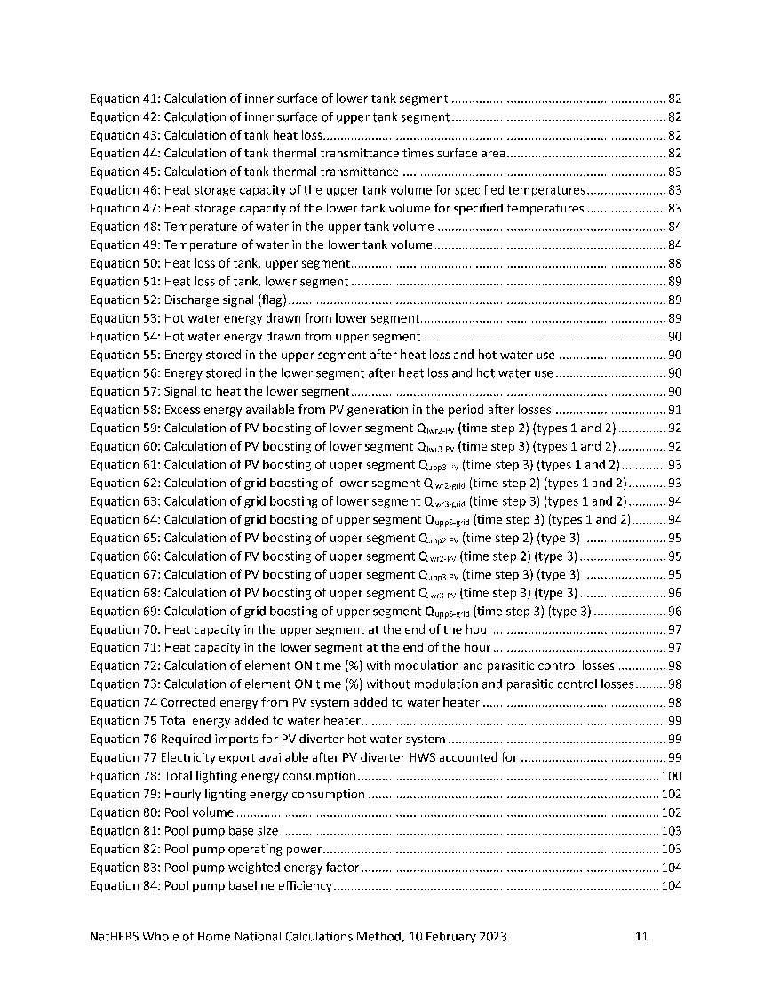 Equation 41: Calculation of inner surface of lower tank segment ............................................................. 82
Equation 42: Calculation of inner surface of upper tank segment ............................................................. 82
Equation 43: Calculation of tank heat loss .................................................................................................. 82
Equation 44: Calculation of tank thermal transmittance times surface area .............................................. 82
Equation 45: Calculation of tank thermal transmittance ........................................................................... 83
Equation 46: Heat storage capacity of the upper tank volume for specified temperatures ....................... 83
Equation 47: Heat storage capacity of the lower tank volume for specified temperatures ....................... 83
Equation 48: Temperature of water in the upper tank volume .................................................................. 84
Equation 49: Temperature of water in the lower tank volume ................................................................... 84
Equation 50: Heat loss of tank, upper segment .......................................................................................... 88
Equation 51: Heat loss of tank, lower segment .......................................................................................... 89
Equation 52: Discharge signal (flag) ............................................................................................................ 89
Equation 53: Hot water energy drawn from lower segment ...................................................................... 89
Equation 54: Hot water energy drawn from upper segment ..................................................................... 90
Equation 55: Energy stored in the upper segment after heat loss and hot water use ............................... 90
Equation 56: Energy stored in the lower segment after heat loss and hot water use ................................ 90
Equation 57: Signal to heat the lower segment .......................................................................................... 90
Equation 58: Excess energy available from PV generation in the period after losses ................................ 91
Equation 59: Calculation of PV boosting of lower segment Qlwr2-PV (time step 2) (types 1 and 2) ............. 92
Equation 60: Calculation of PV boosting of lower segment Qlwr3-PV (time step 3) (types 1 and 2) ............. 92
Equation 61: Calculation of PV boosting of upper segment Qupp3-PV (time step 3) (types 1 and 2) ............ 93
Equation 62: Calculation of grid boosting of lower segment Qlwr2-grid (time step 2) (types 1 and 2) ........... 93
Equation 63: Calculation of grid boosting of lower segment Qlwr3-grid (time step 3) (types 1 and 2) ........... 94
Equation 64: Calculation of grid boosting of upper segment Qupp3-grid (time step 3) (types 1 and 2) .......... 94
Equation 65: Calculation of PV boosting of upper segment Qupp2-PV (time step 2) (type 3) ........................ 95
Equation 66: Calculation of PV boosting of upper segment Qlwr2-PV (time step 2) (type 3) ......................... 95
Equation 67: Calculation of PV boosting of upper segment Qupp3-PV (time step 3) (type 3) ........................ 95
Equation 68: Calculation of PV boosting of upper segment Qlwr3-PV (time step 3) (type 3) ......................... 96
Equation 69: Calculation of grid boosting of upper segment Qupp3-grid (time step 3) (type 3) ..................... 96
Equation 70: Heat capacity in the upper segment at the end of the hour .................................................. 97
Equation 71: Heat capacity in the lower segment at the end of the hour .................................................. 97
Equation 72: Calculation of element ON time (%) with modulation and parasitic control losses .............. 98
Equation 73: Calculation of element ON time (%) without modulation and parasitic control losses ......... 98
Equation 74 Corrected energy from PV system added to water heater ..................................................... 98
Equation 75 Total energy added to water heater ....................................................................................... 99
Equation 76 Required imports for PV diverter hot water system ............................................................... 99
Equation 77 Electricity export available after PV diverter HWS accounted for .......................................... 99
Equation 78: Total lighting energy consumption ...................................................................................... 100
Equation 79: Hourly lighting energy consumption ................................................................................... 102
Equation 80: Pool volume ......................................................................................................................... 102
Equation 81: Pool pump base size ............................................................................................................ 103
Equation 82: Pool pump operating power ................................................................................................ 103
Equation 83: Pool pump weighted energy factor ..................................................................................... 104
Equation 84: Pool pump baseline efficiency ............................................................................................. 104
NatHERS Whole of Home National Calculations Method, 10 February 2023 11